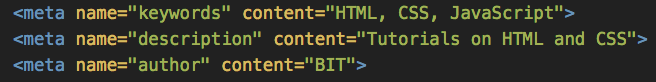 <meta name="keywords" content="HTML, CSS, JavaScript">
<meta name="description" content="Tutorials on HTML and CSS">
<meta name="author" content="BIT">